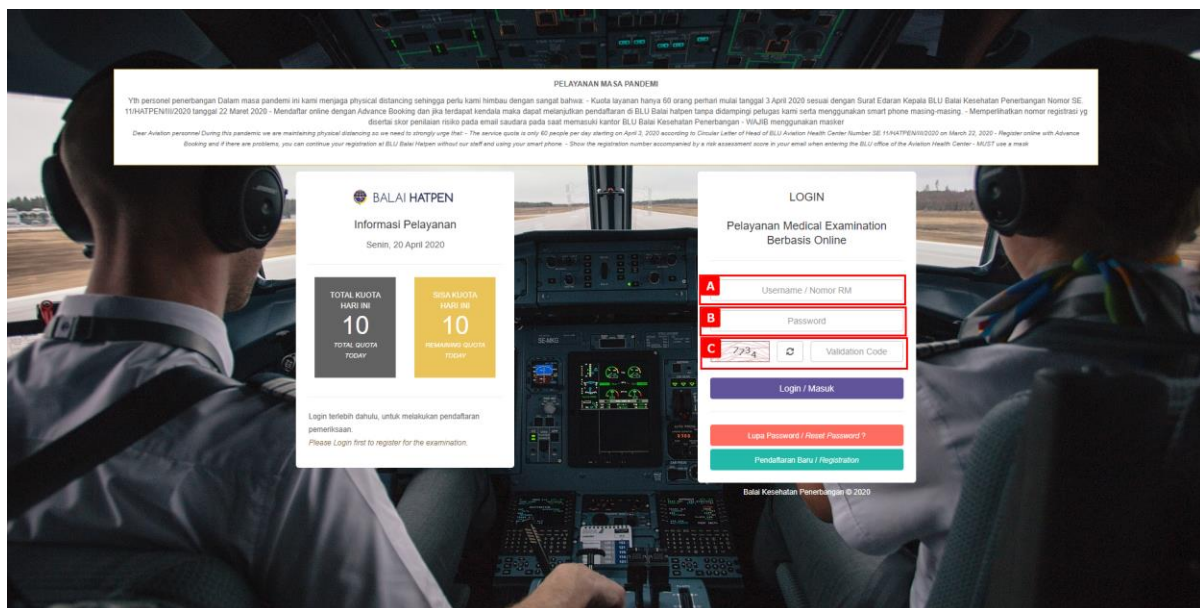 PELAYANAN MASA PANDEMI
Yth personel penerbangan Dalam masa pandemi ini kami menjaga physical distancing sehingga perlu kami himbau dengan sangat bahwa: - Kuota layanan hanya 60 orang perhari mulai tanggal 3 April 2020 sesuai dengan Surat Edaran Kepala BLU Balai Kesehatan Penerbangan Nomor SE
11/HATPEN/III/2020 tanggal 22 Maret 2020 - Mendaftar online dengan Advance Booking dan jika terdapat kendala maka dapat melanjutkan pendaftaran di BLU Balai hatpen tanpa didampingi petugas kami serta menggunakan smart phone masing-masing. - Memperlihatkan nomor registrasi yg
disertai skor penilaian risiko pada email saudara pada saat memasuki kantor BLU Balai Kesehatan Penerbangan - WAJIB menggunakan masker
Dear Aviation personnel During this pandemic we are maintaining physical distancing so we need to strongly urge that: - The service quota is only 60 people per day starting on April 3, 2020 according to Circular Letter of Head of BLU Aviation Health Center Number SE 11/HATPEN/III/2020 on March 22, 2020 - Register online with Advance
Booking and if there are problems, you can continue your registration at BLU Balai Hatpen without our staff and using your smart phone. - Show the registration number accompanied by a risk assessment score in your email when entering the BLU office of the Aviation Health Center - MUST use a mask
BALAI HATPEN
Informasi Pelayanan
Senin, 20 April 2020
TOTAL KUOTA
HARI INI
10
TOTAL QUOTA
TODAY
SISA KUOTA
HARI INI
10
REMAINING QUOTA
TODAY
Login terlebih dahulu, untuk melakukan pendaftaran
pemeriksaan.
Please Login first to register for the examination.
LOGIN
Pelayanan Medical Examination
Berbasis Online
A
Username / Nomor RM
B
Password
C
7734
Validation Code
Login / Masuk
Lupa Password / Reset Password ?
Pendaftaran Baru / Registration
Balai Kesehatan Penerbangan © 2020